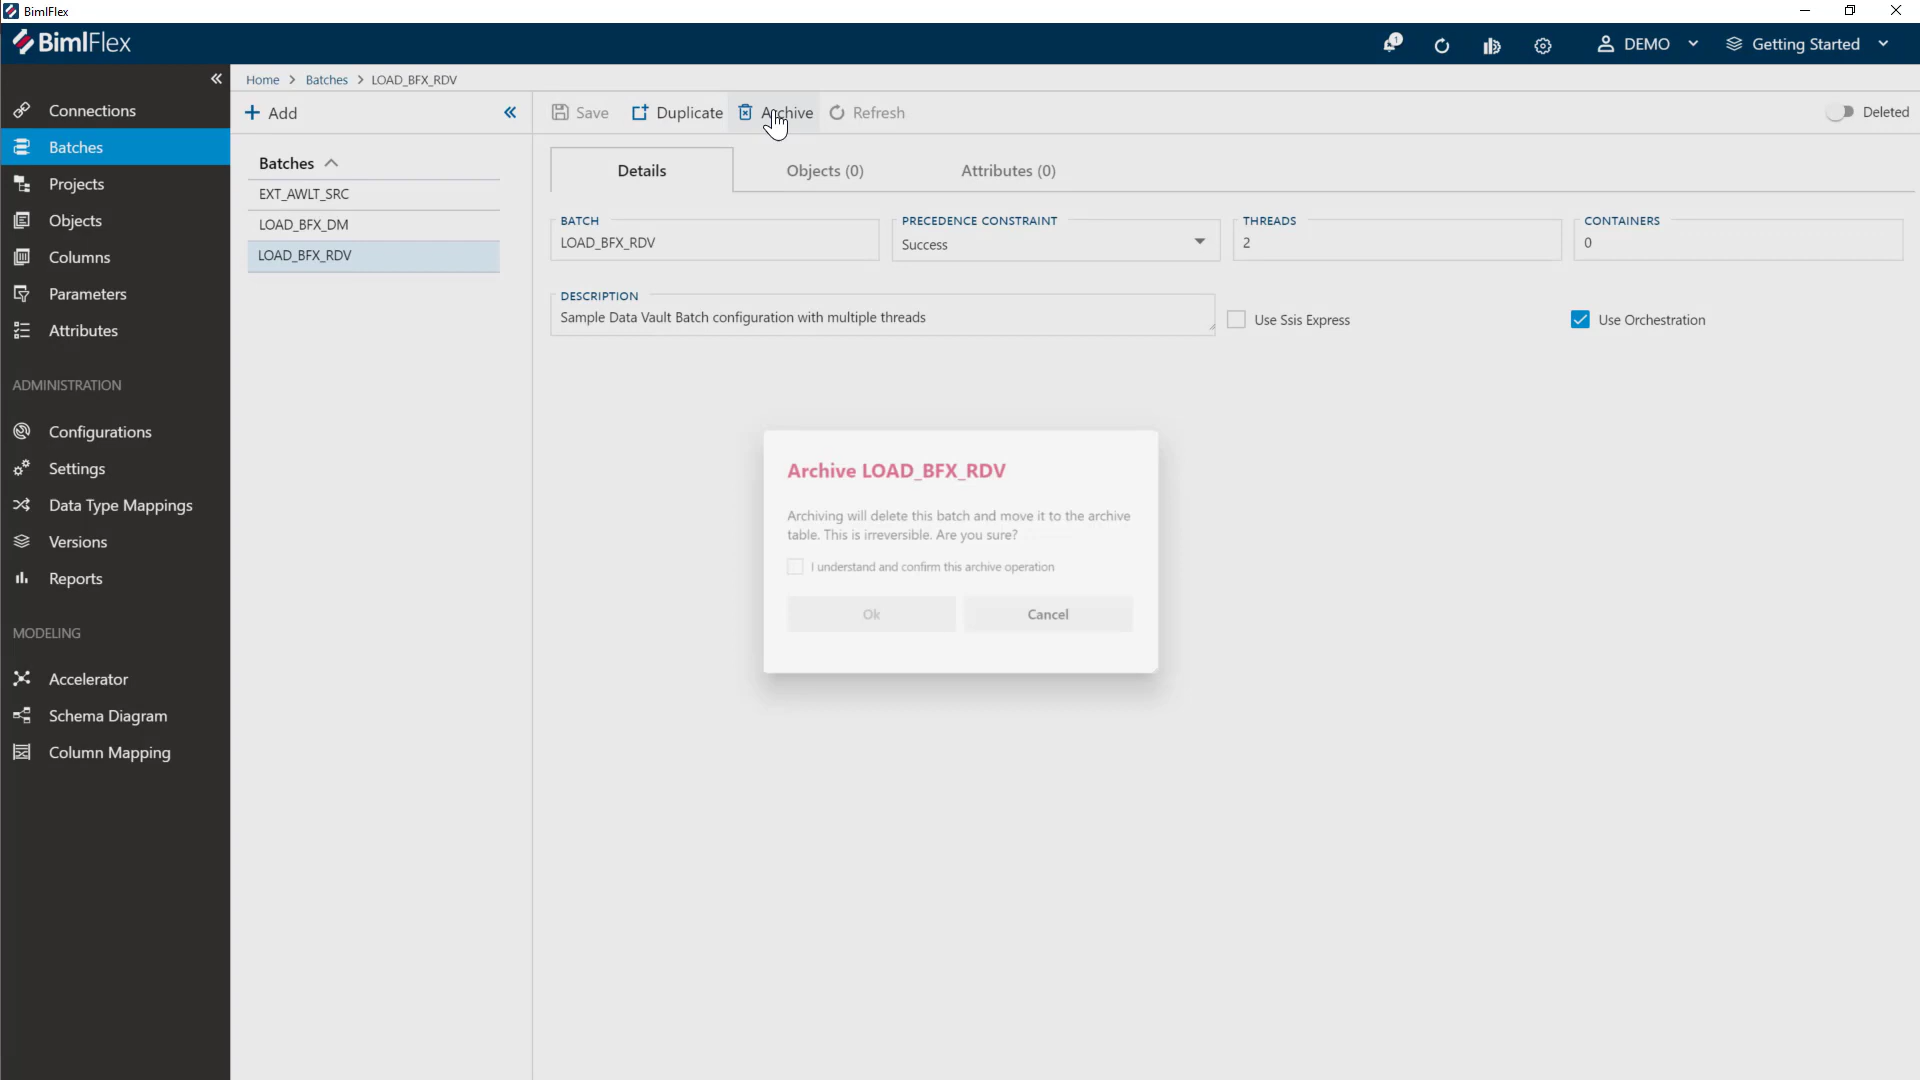 BimlFlex
BimlFlex
1
DEMO
Getting Started
Home > Batches > LOAD_BFX_RDV
Connections
Batches
Projects
Objects
Columns
Parameters
Attributes
ADMINISTRATION
Configurations
Settings
Data Type Mappings
Versions
Reports
MODELING
Accelerator
Schema Diagram
Column Mapping
+ Add
Batches
EXT_AWLT_SRC
LOAD_BFX_DM
LOAD_BFX_RDV
Save Duplicate Archive Refresh
Deleted
Details Objects (0) Attributes (0)
BATCH
LOAD_BFX_RDV
PRECEDENCE CONSTRAINT
Success
THREADS
2
CONTAINERS
0
DESCRIPTION
Sample Data Vault Batch configuration with multiple threads
Use Ssis Express
Use Orchestration
Archive LOAD_BFX_RDV
Archiving will delete this batch and move it to the archive
table. This is irreversible. Are you sure?
I understand and confirm this archive operation
Ok Cancel